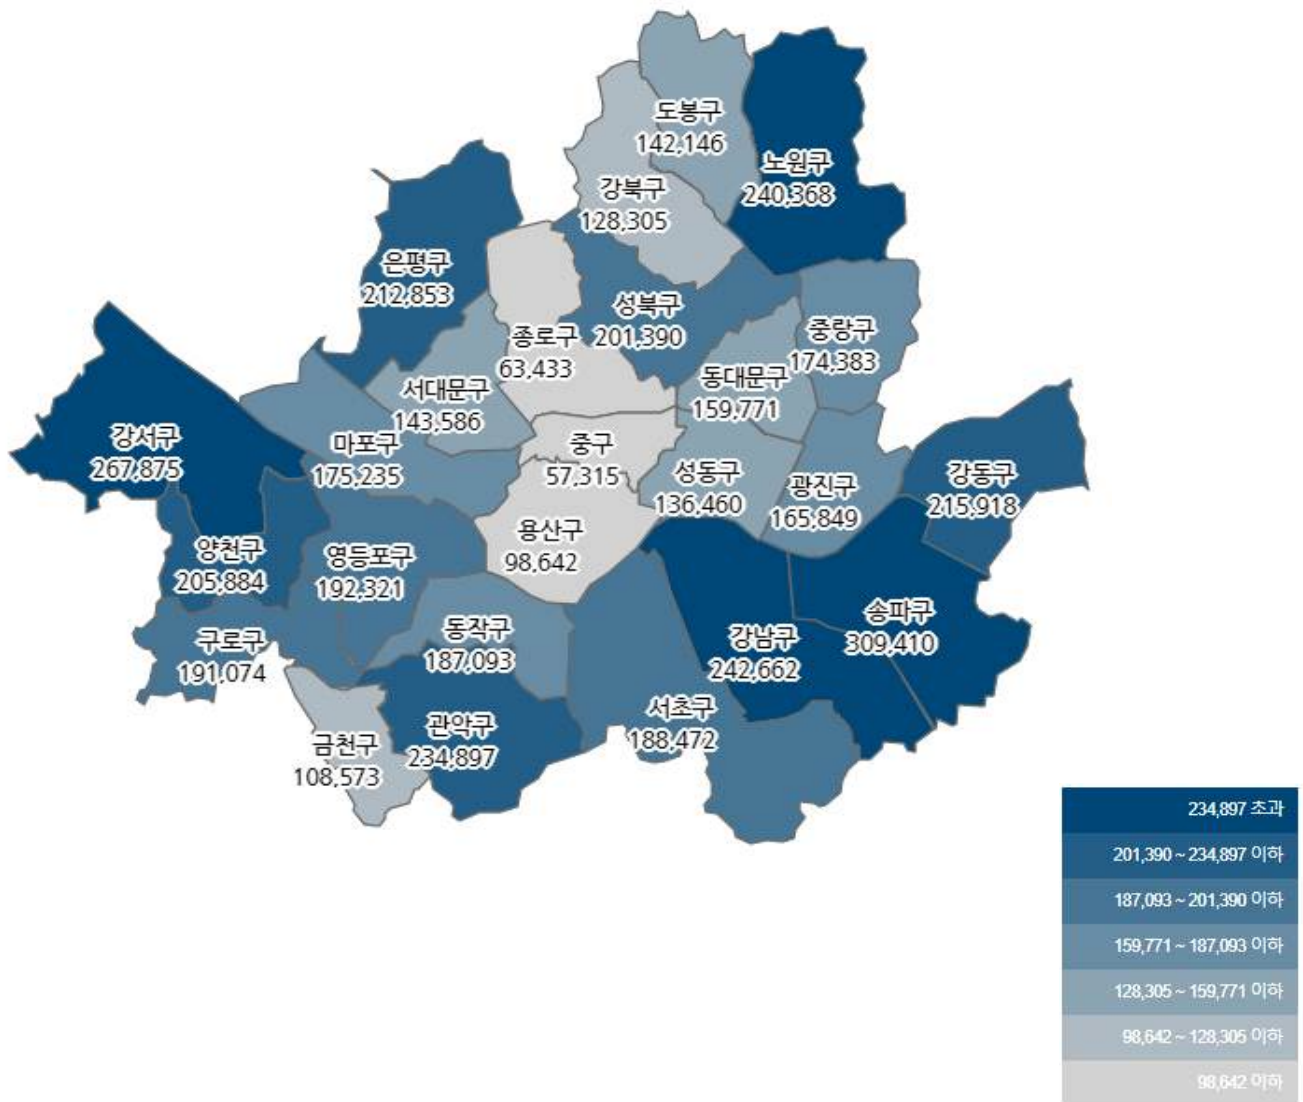 도봉구
142,146
노원구
240,368
강북구
128,305
은평구
212,853
성북구
201,390
종로구
63,433
중랑구
174,383
동대문구
159,771
서대문구
143,586
강서구
267,875
마포구
175,235
중구
57,315
성동구
136,460
광진구
165,849
강동구
215,918
용산구
98,642
양천구
205,884
영등포구
192,321
구로구
191,074
동작구
187,093
강남구
242,662
송파구
309,410
서초구
188,472
관악구
234,897
금천구
108,573
234,897 초과
201,390 ~ 234,897 이하
187,093 ~ 201,390 이하
159,771 ~ 187,093 이하
128,305 ~ 159,771 이하
98,642 ~ 128,305 이하
98,642 이하